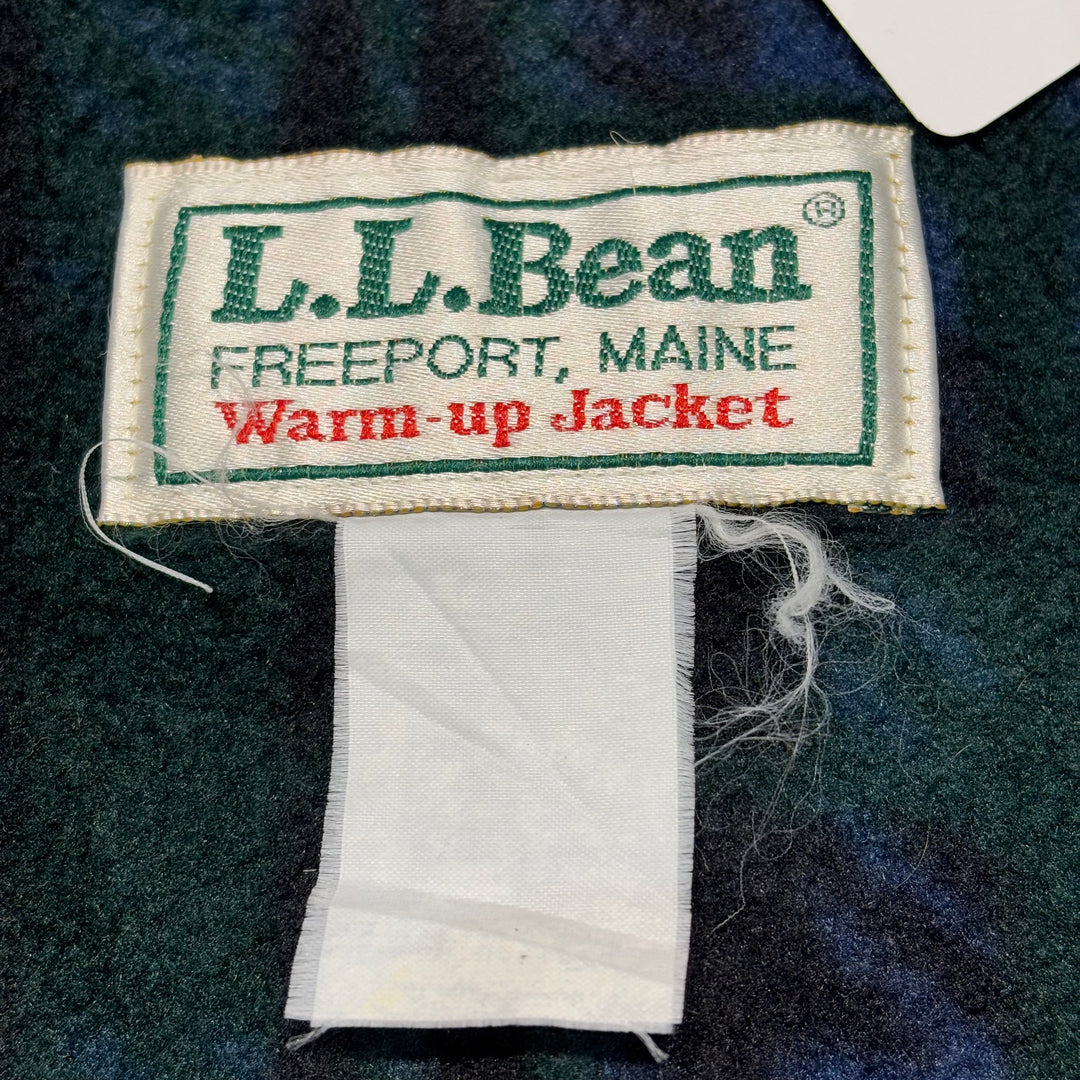 L.L.Bean®
FREEPORT, MAINE
Warm-up Jacket